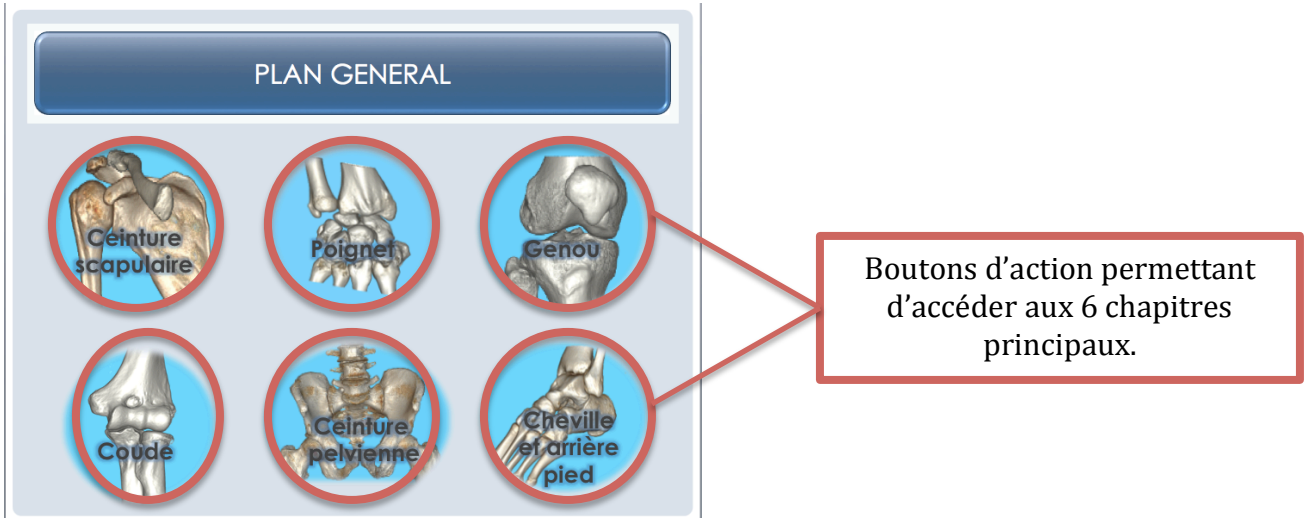 PLAN GENERAL
Ceinture
scapulaire
Poignet
Genou
Coude
Ceinture
pelvienne
Cheville
et arrière
pied
Boutons d’action permettant
d’accéder aux 6 chapitres
principaux.